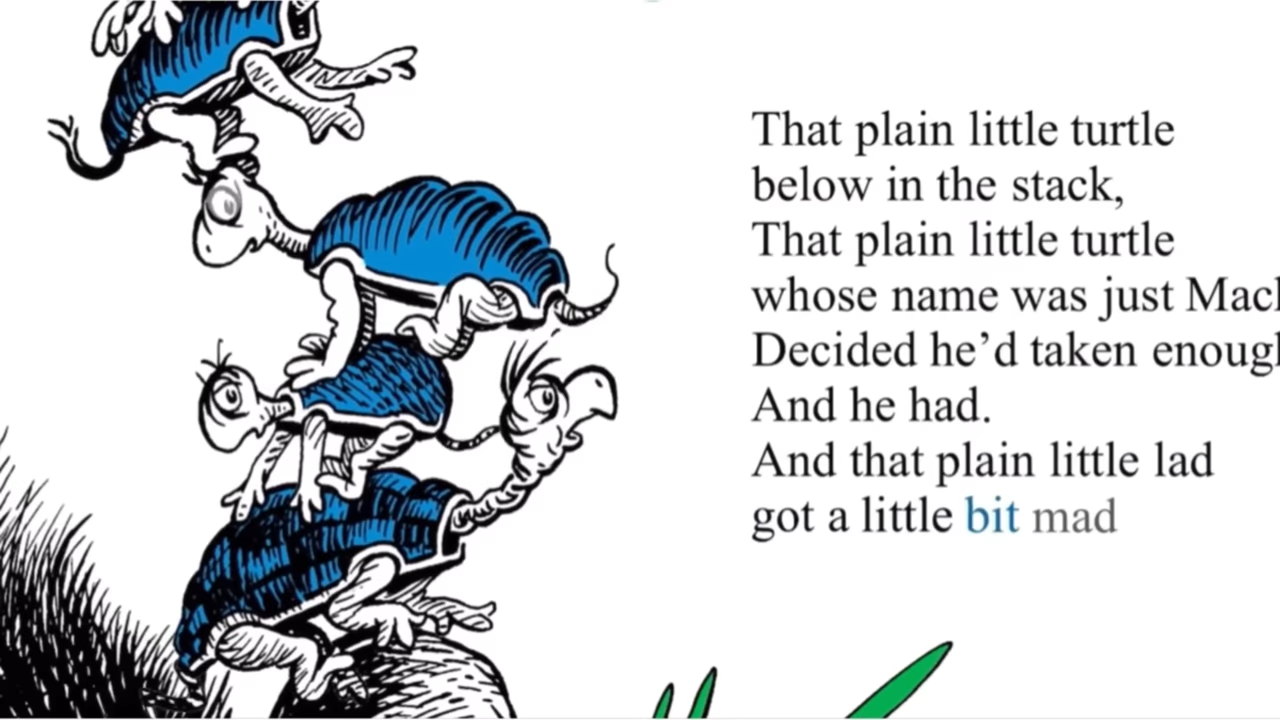 That plain little turtle
below in the stack,
That plain little turtle
whose name was just
Decided he’d taken
And he had.
And that plain little lad
got a little bit mad